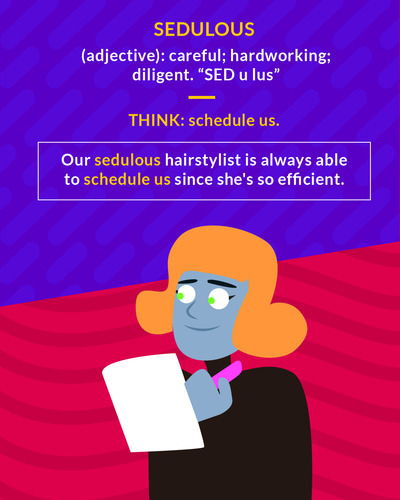 SEDULOUS
(adjective): careful; hardworking;
diligent. “SED u lus”
THINK: schedule us.
Our sedulous hairstylist is always able
to schedule us since she's so efficient.